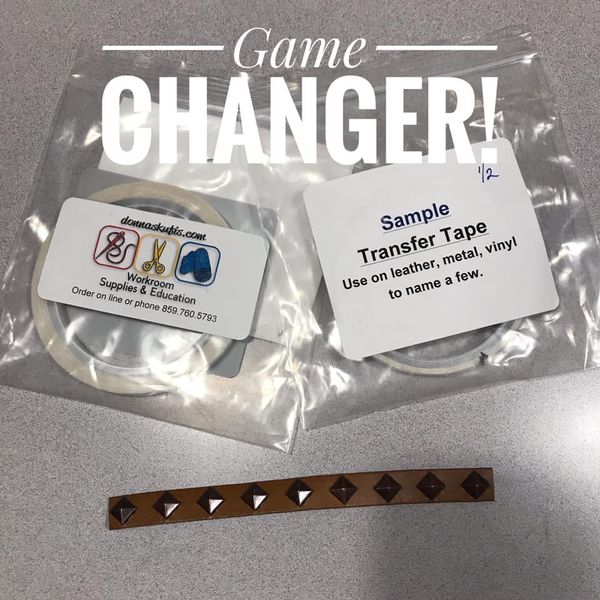 Game
CHANGER!
1/2
donnaskubis.com
Workroom
Supplies & Education
Order on line or phone 859.760.5793
Sample
Transfer Tape
Use on leather, metal, vinyl
to name a few.